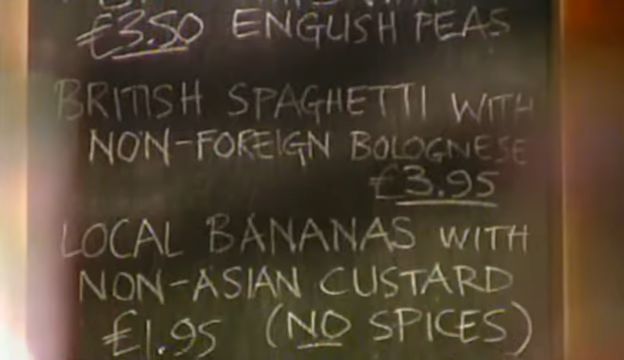 £3.50 ENGLISH PEAS
BRITISH SPAGHETTI WITH
NON-FOREIGN BOLOGNESE
£3.95
LOCAL BANANAS WITH
NON-ASIAN CUSTARD
£1.95 (NO SPICES)